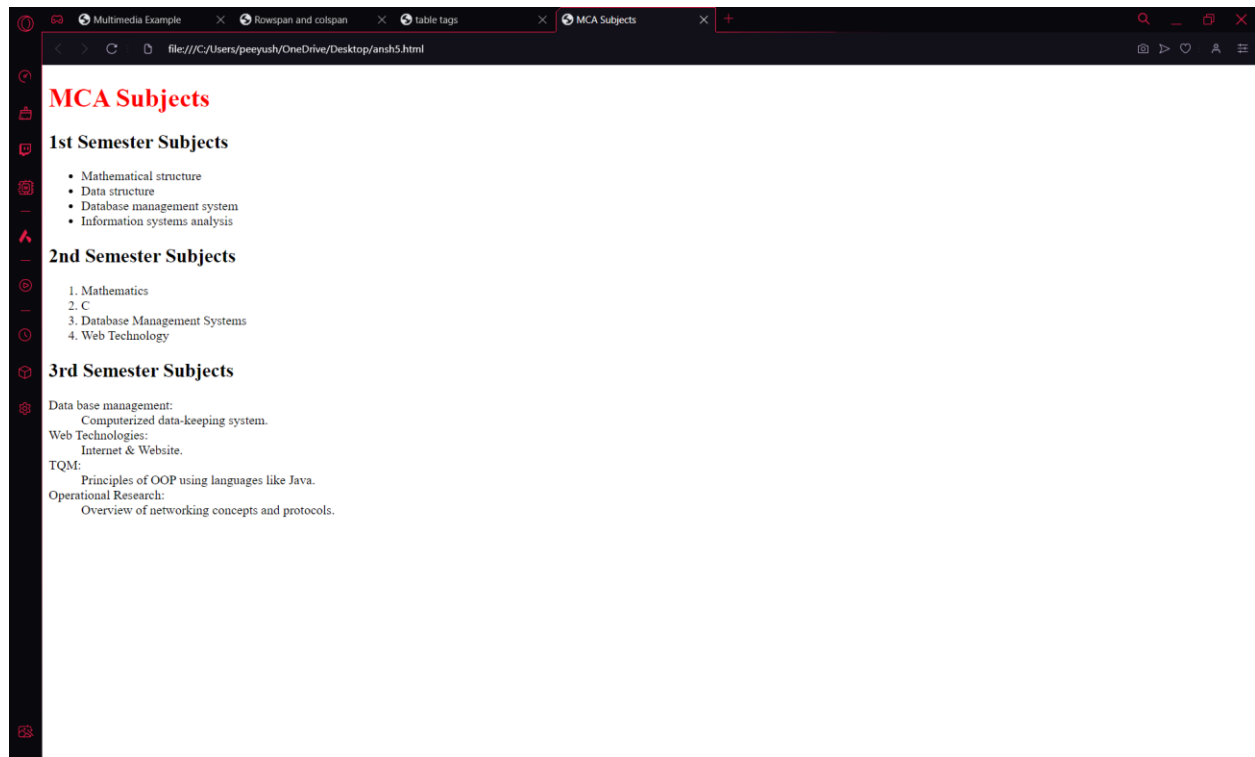 Multimedia Example Rowspan and colspan table tags MCA Subjects
file:///C:/Users/peeyush/OneDrive/Desktop/ansh5.html
MCA Subjects
1st Semester Subjects
• Mathematical structure
• Data structure
• Database management system
• Information systems analysis
2nd Semester Subjects
1. Mathematics
2. C
3. Database Management Systems
4. Web Technology
3rd Semester Subjects
Data base management:
Computerized data-keeping system.
Web Technologies:
Internet & Website.
TQM:
Principles of OOP using languages like Java.
Operational Research:
Overview of networking concepts and protocols.